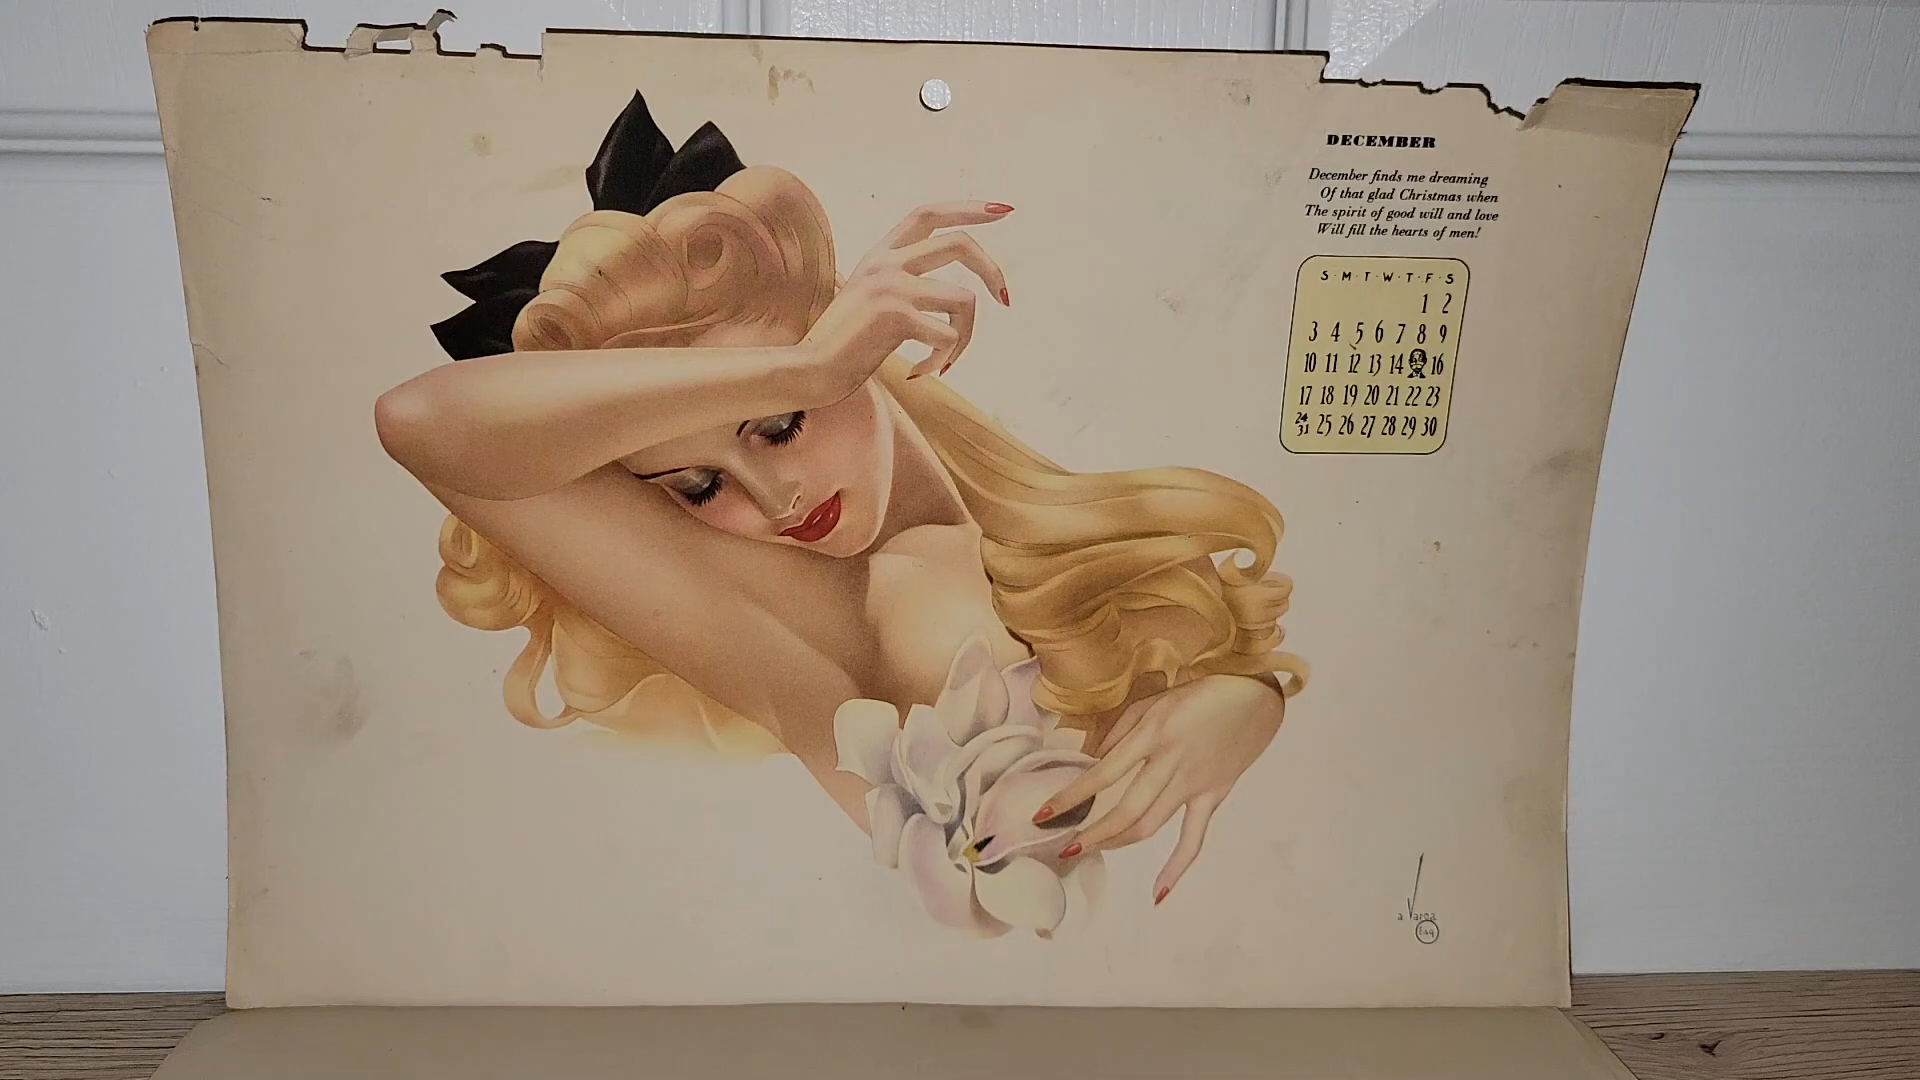 DECEMBER
December finds me dreaming
Of that glad Christmas when
The spirit of good will and love
Will fill the hearts of men!
S · M · T · W · T · F · S
1 2
3 4 5 6 7 8 9
10 11 12 13 14 16
17 18 19 20 21 22 23
24
31 25 26 27 28 29 30
a Varga
Esq